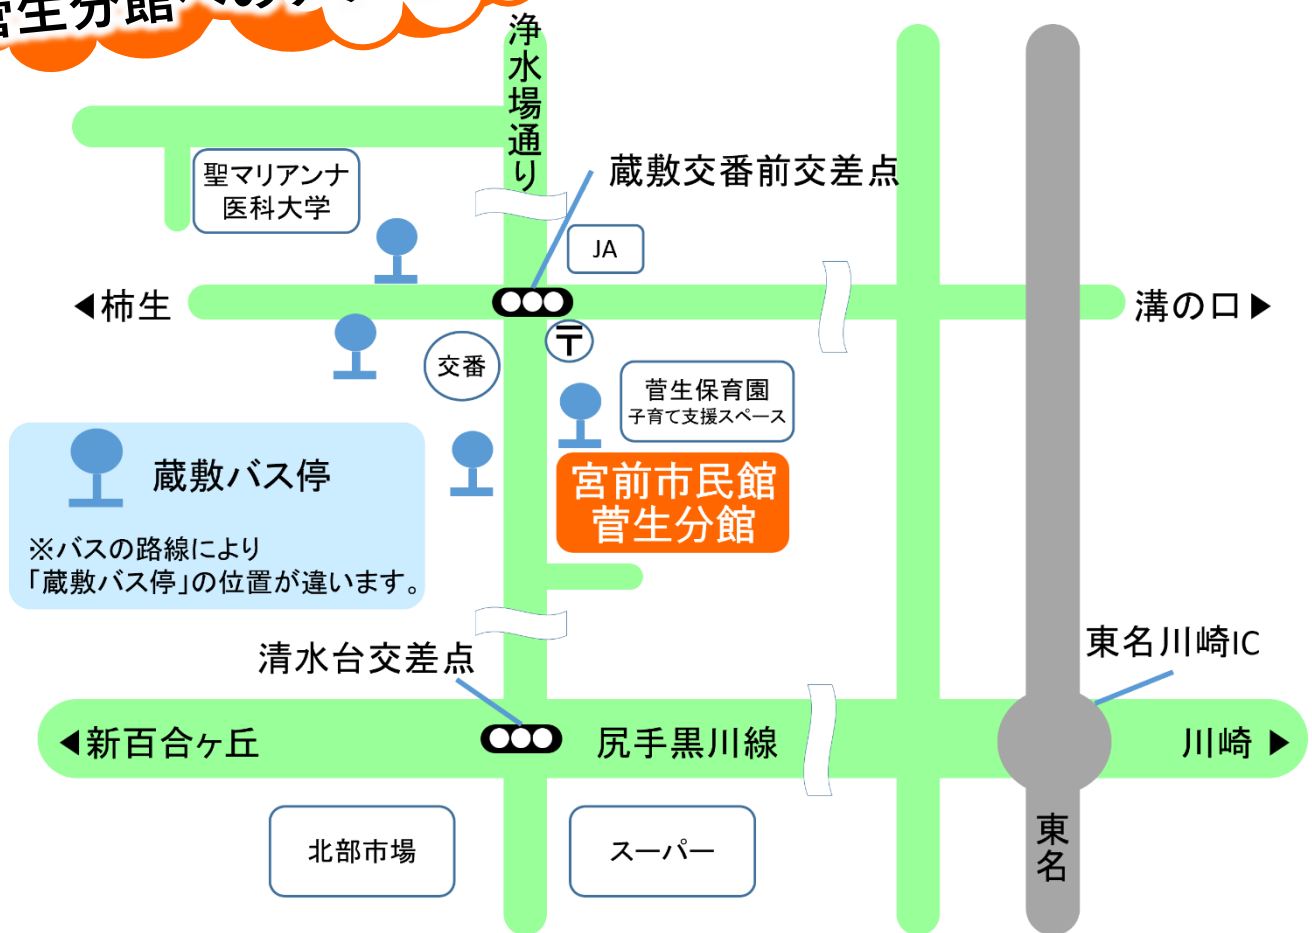 菅生分館へのア
浄水場通り
聖マリアンナ
医科大学
蔵敷交番前交差点
JA
◀柿生
溝の口▶
〒
交番
菅生保育園
子育て支援スペース
蔵敷バス停
宮前市民館
菅生分館
※バスの路線により
「蔵敷バス停」の位置が違います。
清水台交差点
東名川崎IC
◀新百合ヶ丘
尻手黒川線
川崎▶
北部市場
スーパー
東名